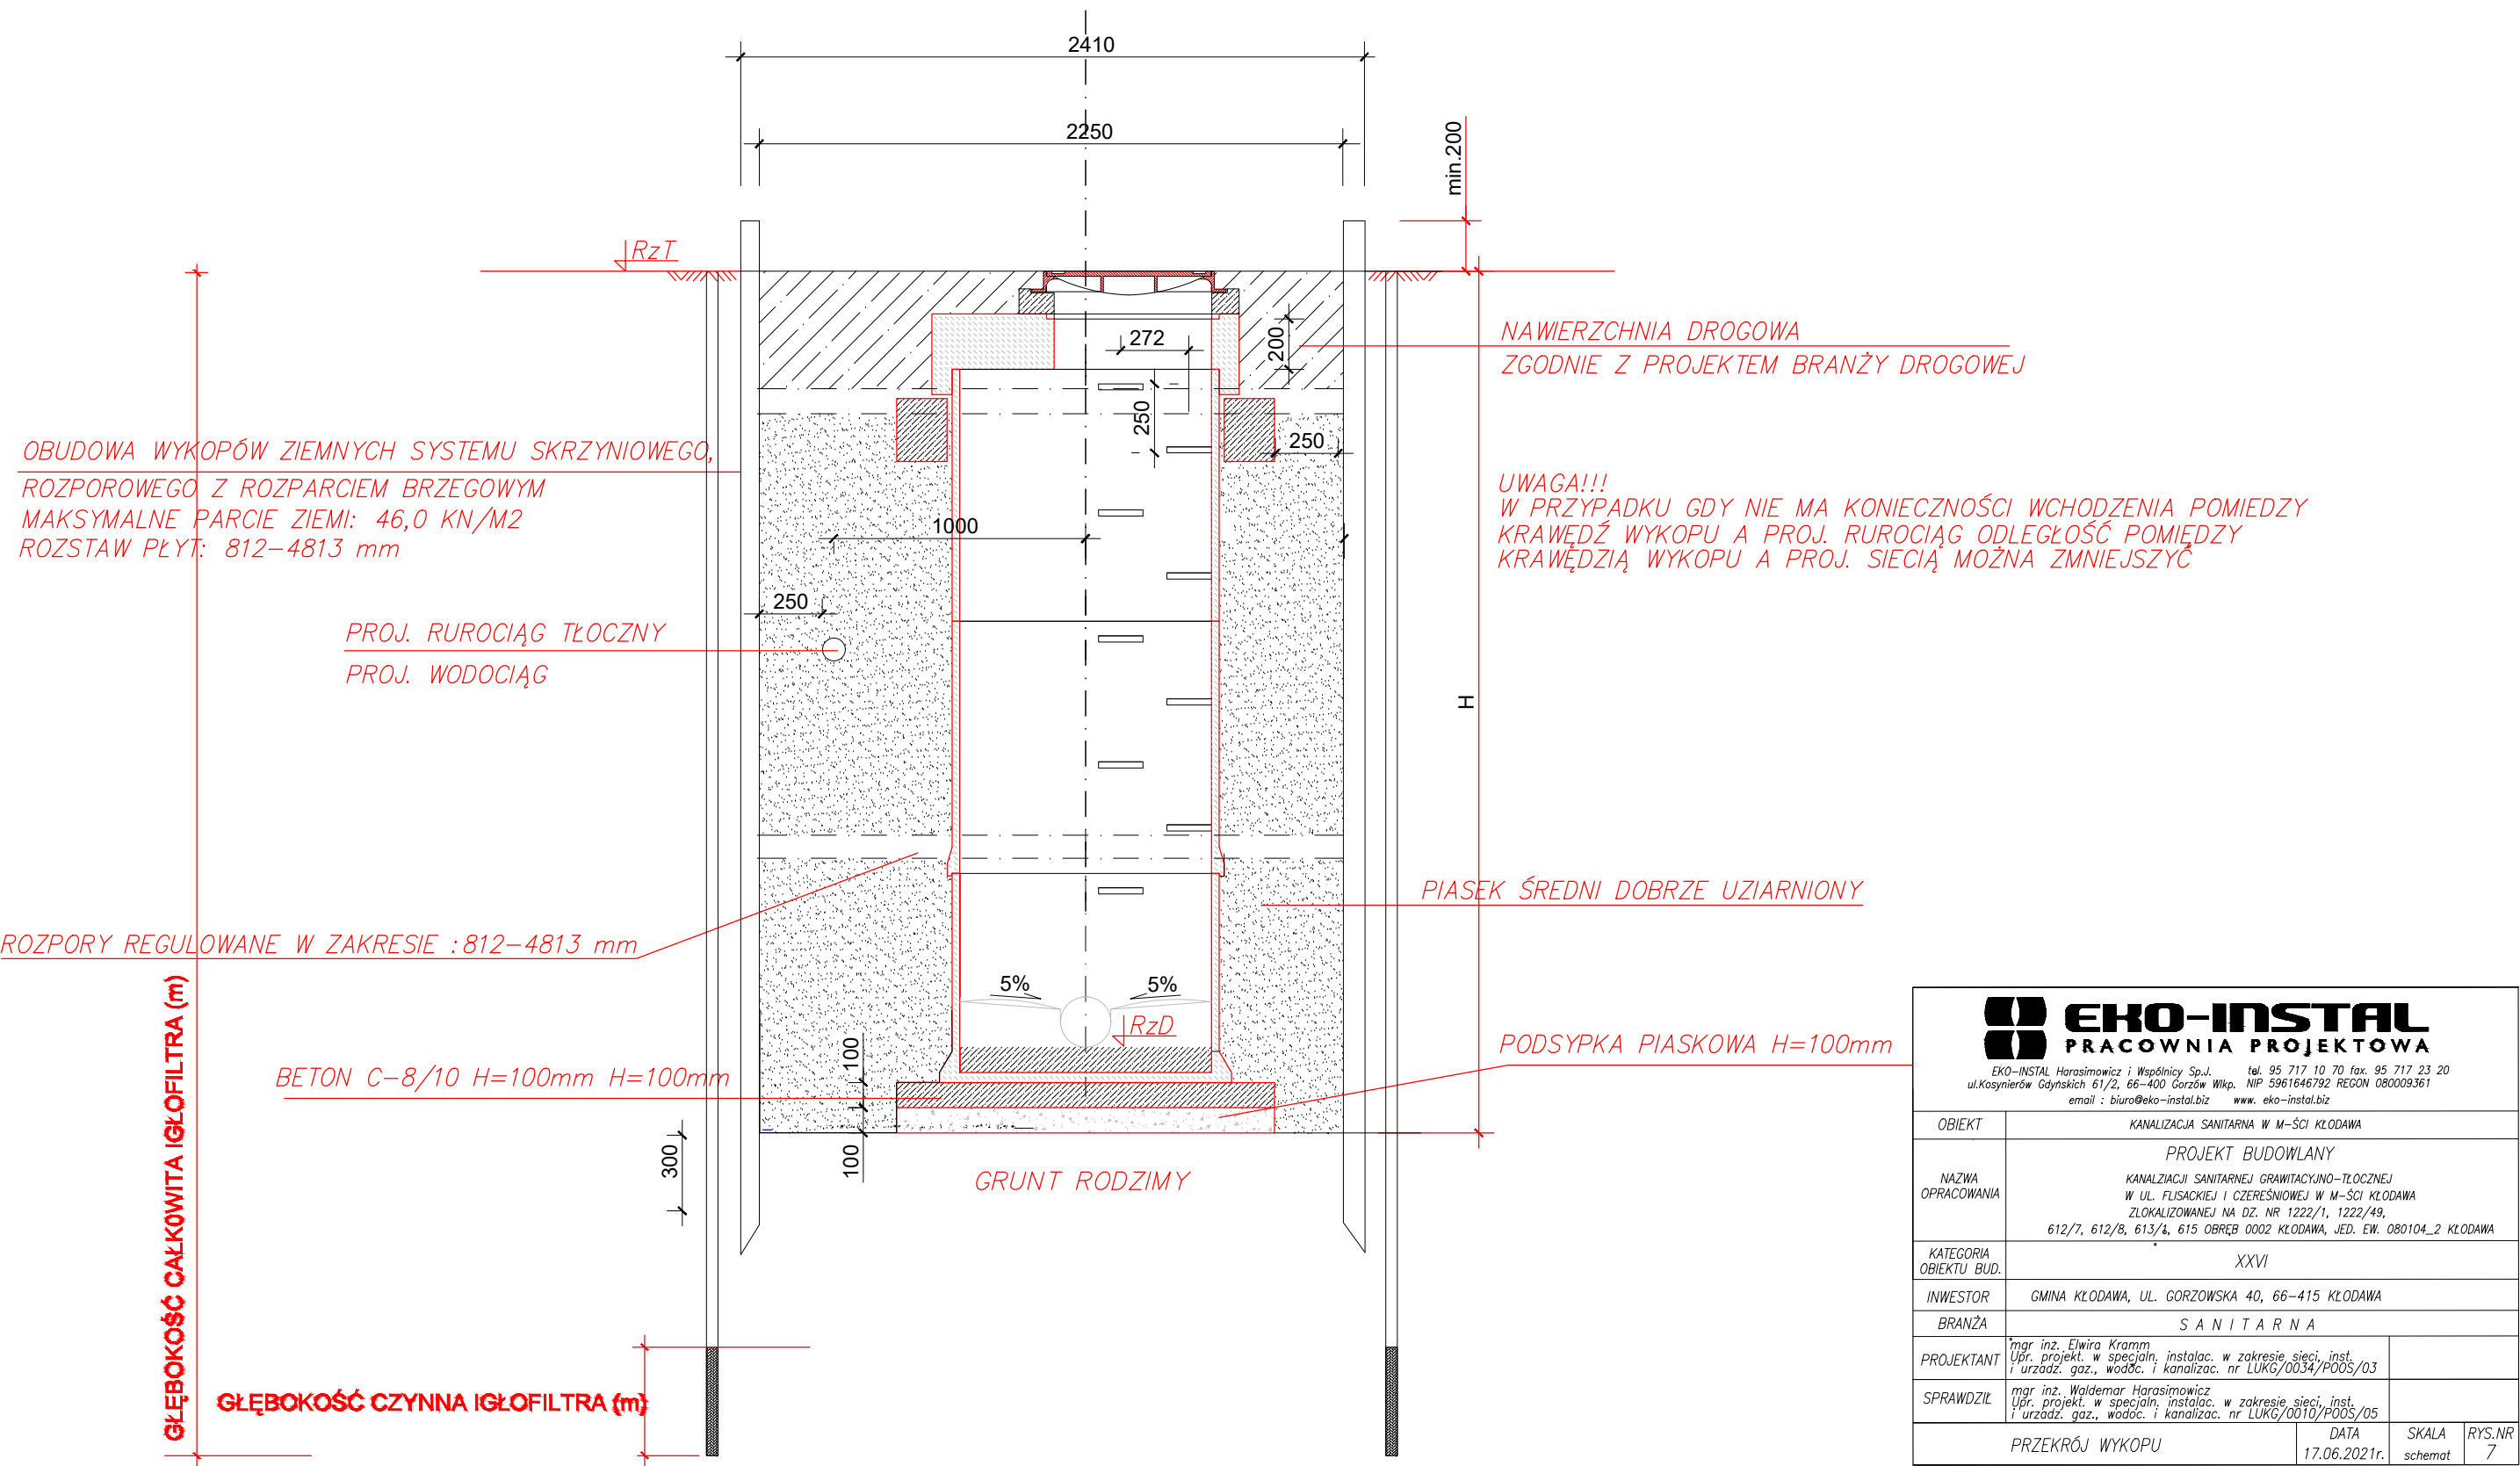 2410
2250
min.200
RzT
272
200
NAWIERZCHNIA DROGOWA
ZGODNIE Z PROJEKTEM BRANŻY DROGOWEJ
250
250
OBUDOWA WYKOPÓW ZIEMNYCH SYSTEMU SKRZYNIOWEGO,
ROZPOROWEGO Z ROZPARCIEM BRZEGOWYM
MAKSYMALNE PARCIE ZIEMI: 46,0 KN/M2
ROZSTAW PŁYT: 812-4813 mm
UWAGA!!!
W PRZYPADKU GDY NIE MA KONIECZNOŚCI WCHODZENIA POMIEDZY
KRAWĘDŹ WYKOPU A PROJ. RUROCIĄG ODLEGŁOŚĆ POMIĘDZY
KRAWĘDZIĄ WYKOPU A PROJ. SIECIĄ MOŻNA ZMNIEJSZYĆ
1000
250
PROJ. RUROCIĄG TŁOCZNY
PROJ. WODOCIĄG
H
PIASEK ŚREDNI DOBRZE UZIARNIONY
ROZPORY REGULOWANE W ZAKRESIE :812-4813 mm
5%
5%
RzD
PODSYPKA PIASKOWA H=100mm
100
BETON C-8/10 H=100mm H=100mm
300
100
GRUNT RODZIMY
GŁĘBOKOŚĆ CAŁKOWITA IGŁOFILTRA (m)
GŁĘBOKOŚĆ CZYNNA IGŁOFILTRA (m)
EKO-INSTAL
PRACOWNIA PROJEKTOWA
EKO-INSTAL Harasimowicz i Wspólnicy Sp.J. tel. 95 717 10 70 fax. 95 717 23 20
ul.Kosynierów Gdyńskich 61/2, 66-400 Gorzów Wlkp. NIP 5961646792 REGON 080009361
email : biuro@eko-instal.biz www. eko-instal.biz
OBIEKT KANALIZACJA SANITARNA W M-ŚCI KŁODAWA
NAZWA OPRACOWANIA
PROJEKT BUDOWLANY
KANALZIACJI SANITARNEJ GRAWITACYJNO-TŁOCZNEJ
W UL. FLISACKIEJ I CZEREŚNIOWEJ W M-ŚCI KŁODAWA
ZLOKALIZOWANEJ NA DZ. NR 1222/1, 1222/49,
612/7, 612/8, 615 OBRĘB 0002 KŁODAWA, JED. EW. 080104_2 KŁODAWA
KATEGORIA OBIEKTU BUD.
XXVI
INWESTOR GMINA KŁODAWA, UL. GORZOWSKA 40, 66-415 KŁODAWA
BRANŻA S A N I T A R N A
PROJEKTANT
mgr inż. Elwira Kramm
Upr. projekt. w specjaln. instalac. w zakresie sieci, inst.
i urządz. gaz., wodoc. i kanalizac. nr LUKG/0034/POOS/03
SPRAWDZIŁ
mgr inż. Waldemar Harasimowicz
Upr. projekt. w specjaln. instalac. w zakresie sieci, inst.
i urządz. gaz., wodoc. i kanalizac. nr LUKG/0010/POOS/05
PRZEKRÓJ WYKOPU
DATA
17.06.2021r.
SKALA
schemat
RYS.NR
7